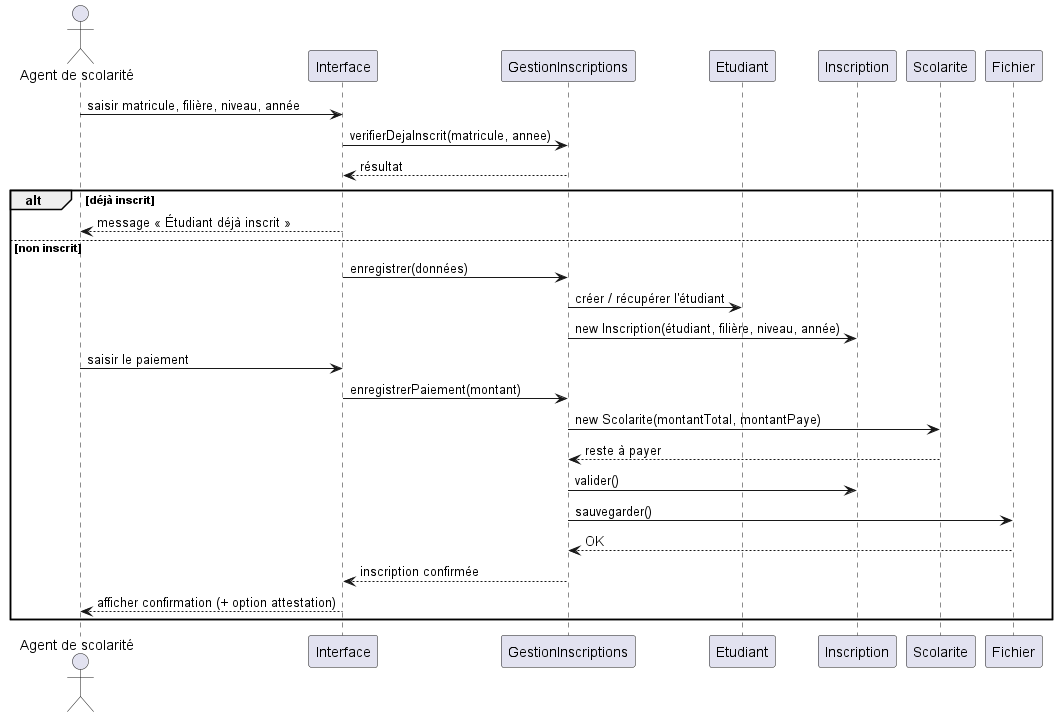 Agent de scolarité
Interface
GestionInscriptions
Etudiant
Inscription
Scolarite
Fichier
saisir matricule, filière, niveau, année
verifierDejaInscrit(matricule, annee)
résultat
alt
[déjà inscrit]
message « Étudiant déjà inscrit »
[non inscrit]
enregistrer(données)
créer / récupérer l'étudiant
new Inscription(étudiant, filière, niveau, année)
saisir le paiement
enregistrerPaiement(montant)
new Scolarite(montantTotal, montantPaye)
reste à payer
valider()
sauvegarder()
OK
inscription confirmée
afficher confirmation (+ option attestation)
Agent de scolarité
Interface
GestionInscriptions
Etudiant
Inscription
Scolarite
Fichier